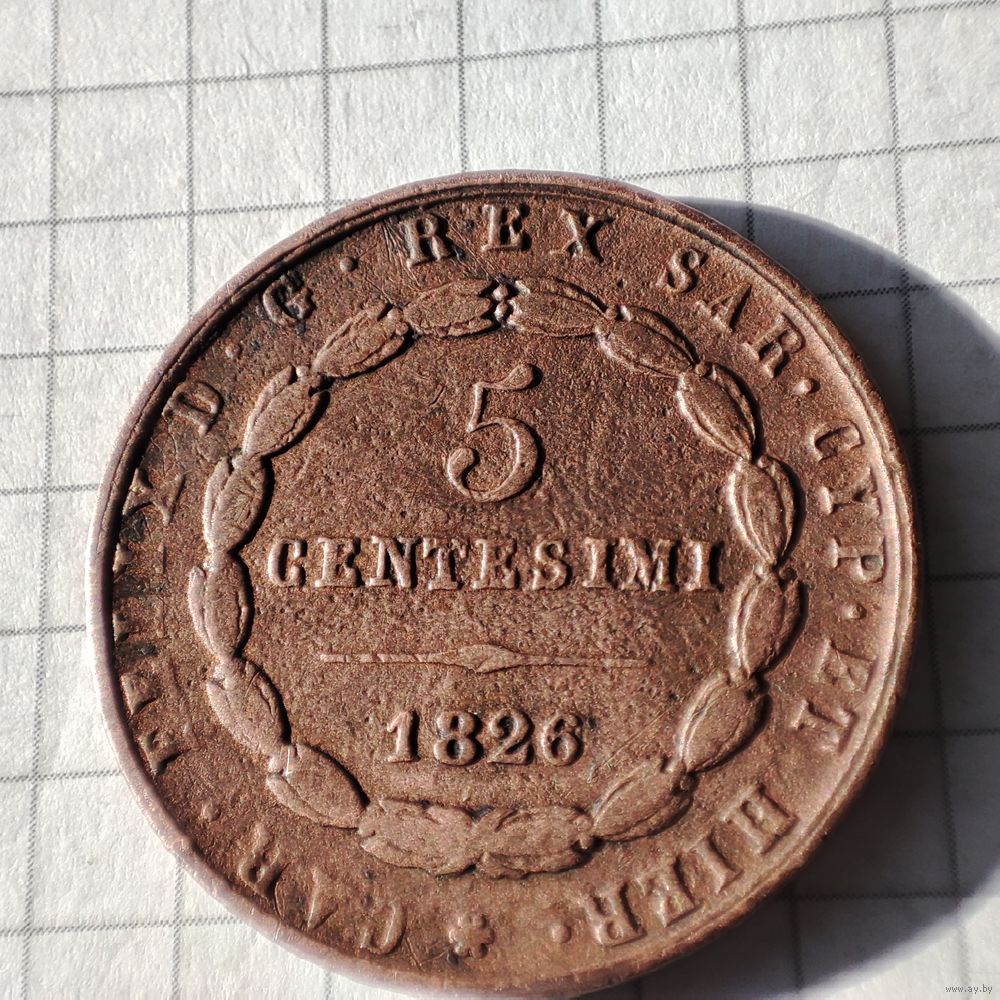 CAR · FELIX D · G · REX SAR · CYP · ET HIER ·
5
CENTESIMI
1826
www.ay.by